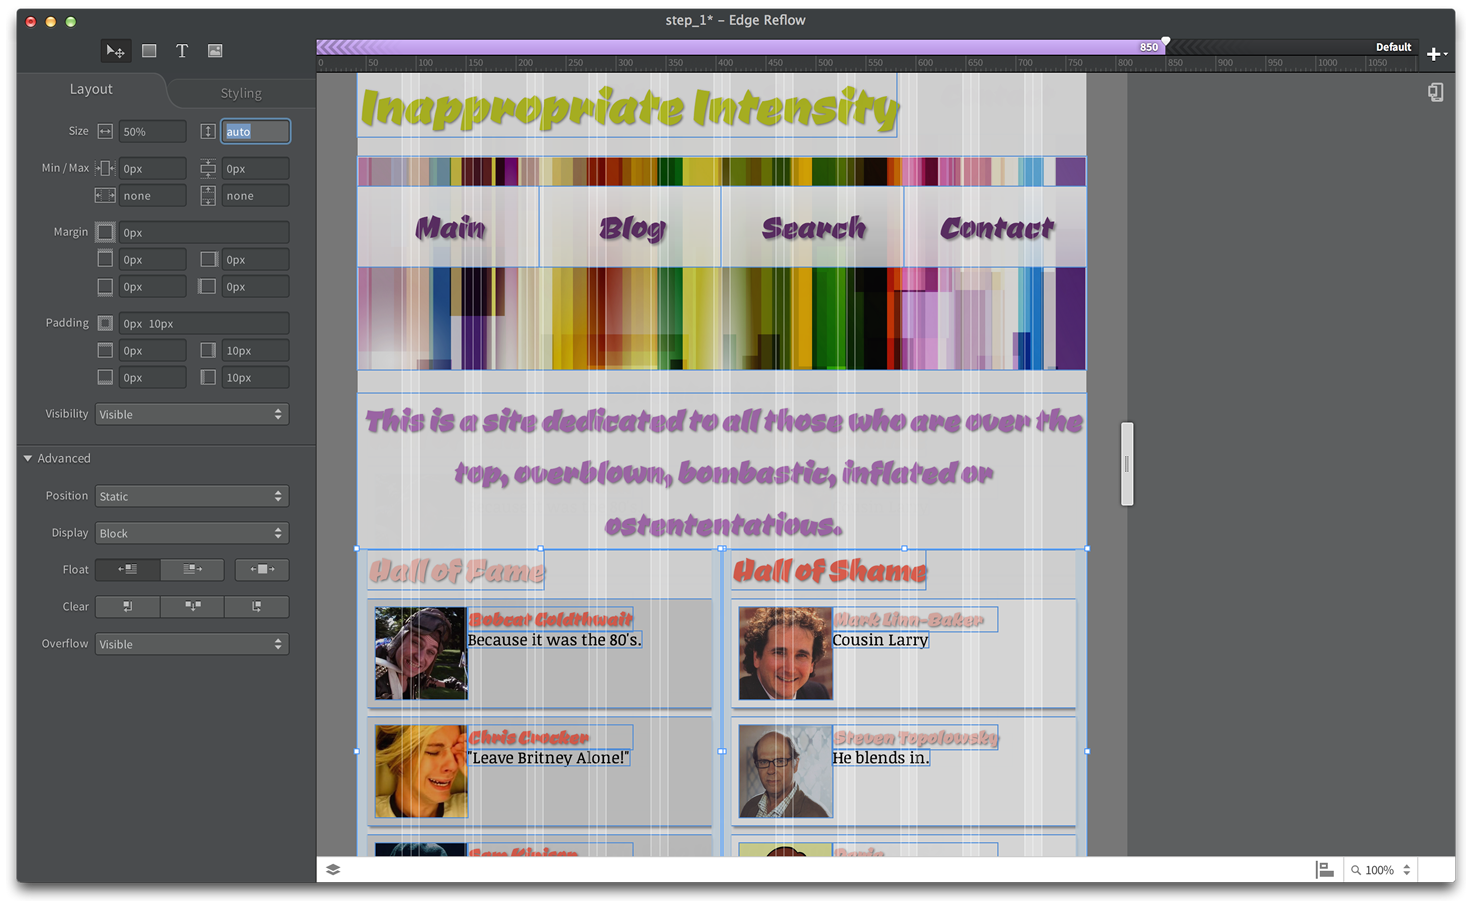 step_1* – Edge Reflow
850
Default
0 50 100 150 200 250 300 350 400 450 500 550 600 650 700 750 800 850 900 950 1000 1050
Layout
Styling
Size 50% auto
Min / Max 0px 0px
none none
Margin 0px
0px 0px
0px 0px
Padding 0px 10px
0px 10px
0px 10px
Visibility Visible
Advanced
Position Static
Display Block
Float
Clear
Overflow Visible
Inappropriate Intensity
Main Blog Search Contact
This is a site dedicated to all those who are over the
top, overblown, bombastic, inflated or
ostententatious.
Hall of Fame
Bobcat Goldthwait
Because it was the 80's.
Chris Crocker
"Leave Britney Alone!"
Hall of Shame
Mark Linn-Baker
Cousin Larry
Steven Topolowsky
He blends in.
100%